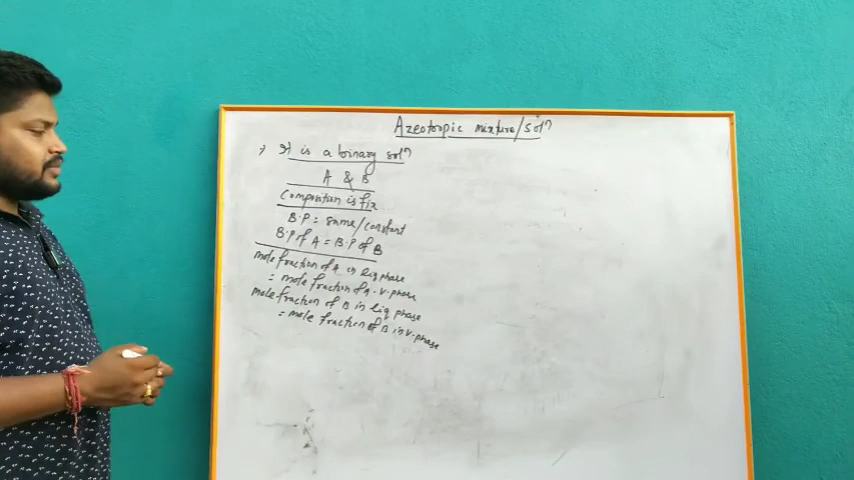 Azeotropic mixture/solⁿ
→ It is a binary solⁿ
A & B
Composition is fix
B.P = same/constant
B.P of A = B.P of B
mole fraction of A in liq phase
= mole fraction of A - v. phase
mole fraction of B in liq phase
= mole fraction of B in v. phase